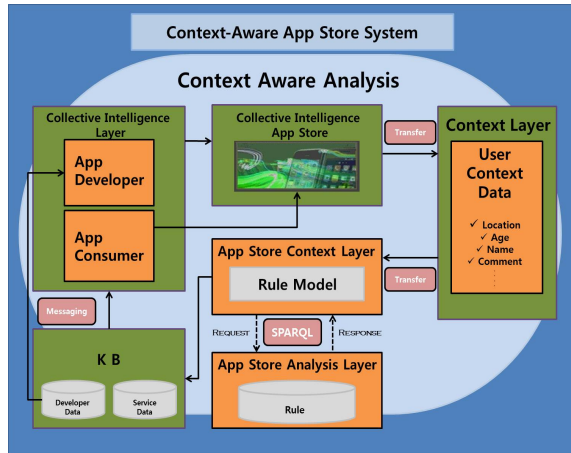 Context-Aware App Store System
Context Aware Analysis
Collective Intelligence
Layer
App
Developer
App
Consumer
Collective Intelligence
App Store
Transfer
Context Layer
User
Context
Data
✓ Location
✓ Age
✓ Name
✓ Comment
⋮
App Store Context Layer
Rule Model
Transfer
Messaging
REQUEST
SPARQL
RESPONSE
K B
Developer
Data
Service
Data
App Store Analysis Layer
Rule